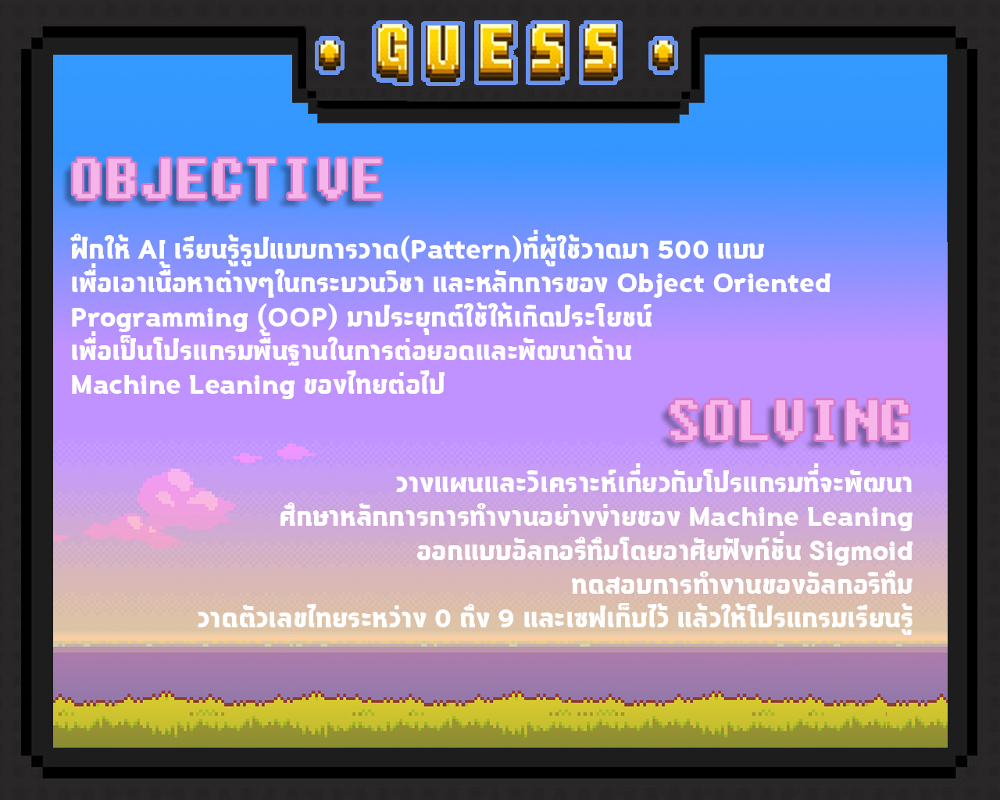 • GUESS •
OBJECTIVE
ฝึกให้ AI เรียนรู้รูปแบบการวาด(Pattern)ที่ผู้ใช้วาดมา 500 แบบ
เพื่อเอาเนื้อหาต่างๆในกระบวนวิชา และหลักการของ Object Oriented
Programming (OOP) มาประยุกต์ใช้ให้เกิดประโยชน์
เพื่อเป็นโปรแกรมพื้นฐานในการต่อยอดและพัฒนาด้าน
Machine Leaning ของไทยต่อไป
SOLVING
วางแผนและวิเคราะห์เกี่ยวกับโปรแกรมที่จะพัฒนา
ศึกษาหลักการการทำงานอย่างง่ายของ Machine Leaning
ออกแบบอัลกอรึทึมโดยอาศัยฟังก์ชั่น Sigmoid
ทดสอบการทำงานของอัลกอริทึม
วาดตัวเลขไทยระหว่าง 0 ถึง 9 และเซฟเก็บไว้ แล้วให้โปรแกรมเรียนรู้